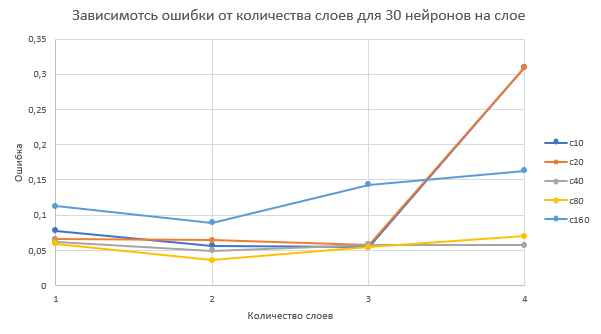 Зависимотсь ошибки от количества слоев для 30 нейронов на слое
0,35
0,3
0,25
0,2
0,15
0,1
0,05
0
Ошибка
1 2 3 4
Количество слоев
c10
c20
c40
c80
c160